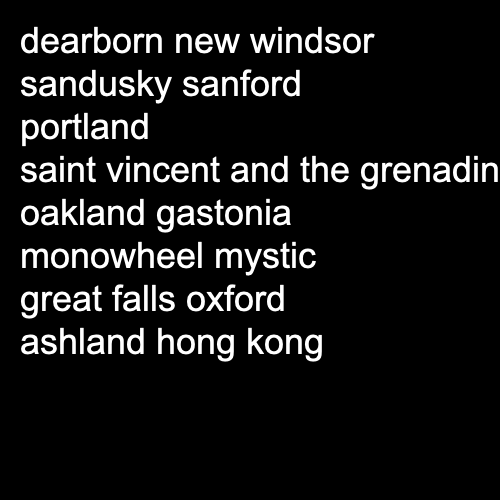 dearborn new windsor
sandusky sanford
portland
saint vincent and the grenadin
oakland gastonia
monowheel mystic
great falls oxford
ashland hong kong